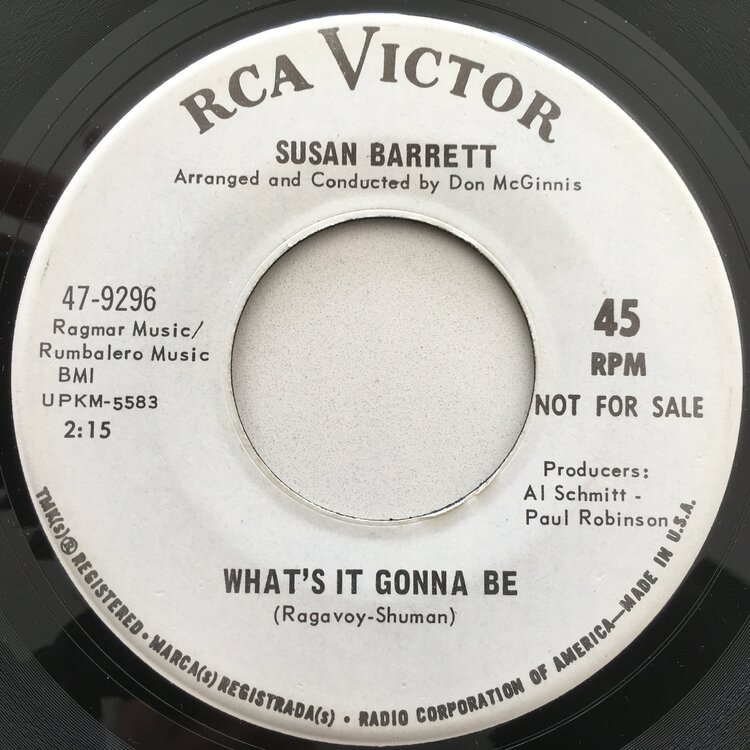 RCA VICTOR
SUSAN BARRETT
Arranged and Conducted by Don McGinnis
47-9296
Ragmar Music/
Rumbalero Music
BMI
UPKM-5583
2:15
45
RPM
NOT FOR SALE
Producers:
Al Schmitt -
Paul Robinson
WHAT'S IT GONNA BE
(Ragavoy-Shuman)
TMK(s)® REGISTERED • MARCA(s) REGISTRADA(s) • RADIO CORPORATION OF AMERICA—MADE IN U.S.A.